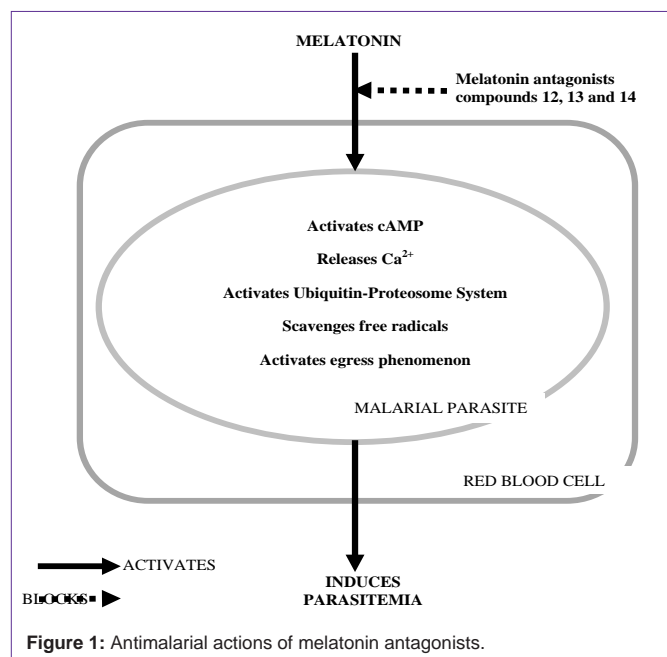 MELATONIN
Melatonin antagonists
compounds 12, 13 and 14
Activates cAMP
Releases Ca²⁺
Activates Ubiquitin-Proteosome System
Scavenges free radicals
Activates egress phenomenon
MALARIAL PARASITE
RED BLOOD CELL
ACTIVATES
BLOCKS
INDUCES
PARASITEMIA
Figure 1: Antimalarial actions of melatonin antagonists.